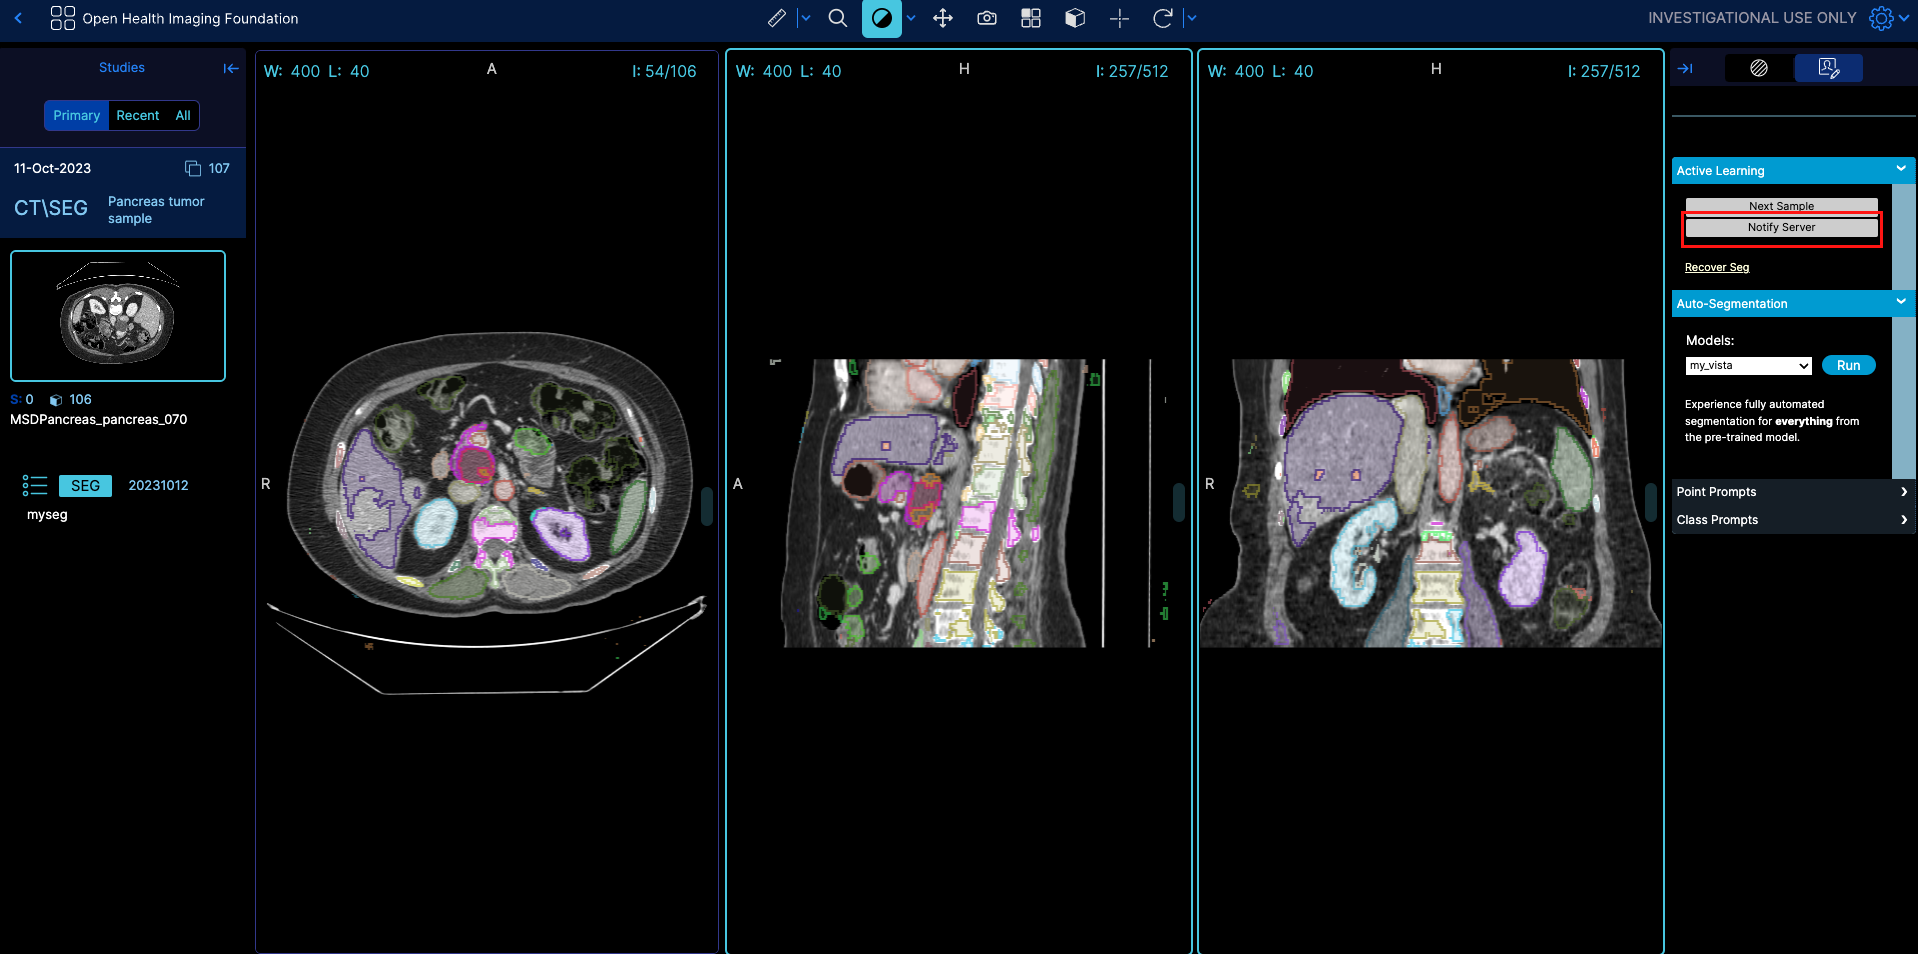 Open Health Imaging Foundation
INVESTIGATIONAL USE ONLY
Studies
Primary
Recent
All
11-Oct-2023
107
CT\SEG
Pancreas tumor
sample
S: 0
106
MSDPancreas_pancreas_070
SEG
20231012
myseg
W: 400 L: 40
A
I: 54/106
R
W: 400 L: 40
H
I: 257/512
A
W: 400 L: 40
H
I: 257/512
R
Active Learning
Next Sample
Notify Server
Recover Seg
Auto-Segmentation
Models:
my_vista
Run
Experience fully automated
segmentation for everything from
the pre-trained model.
Point Prompts
Class Prompts